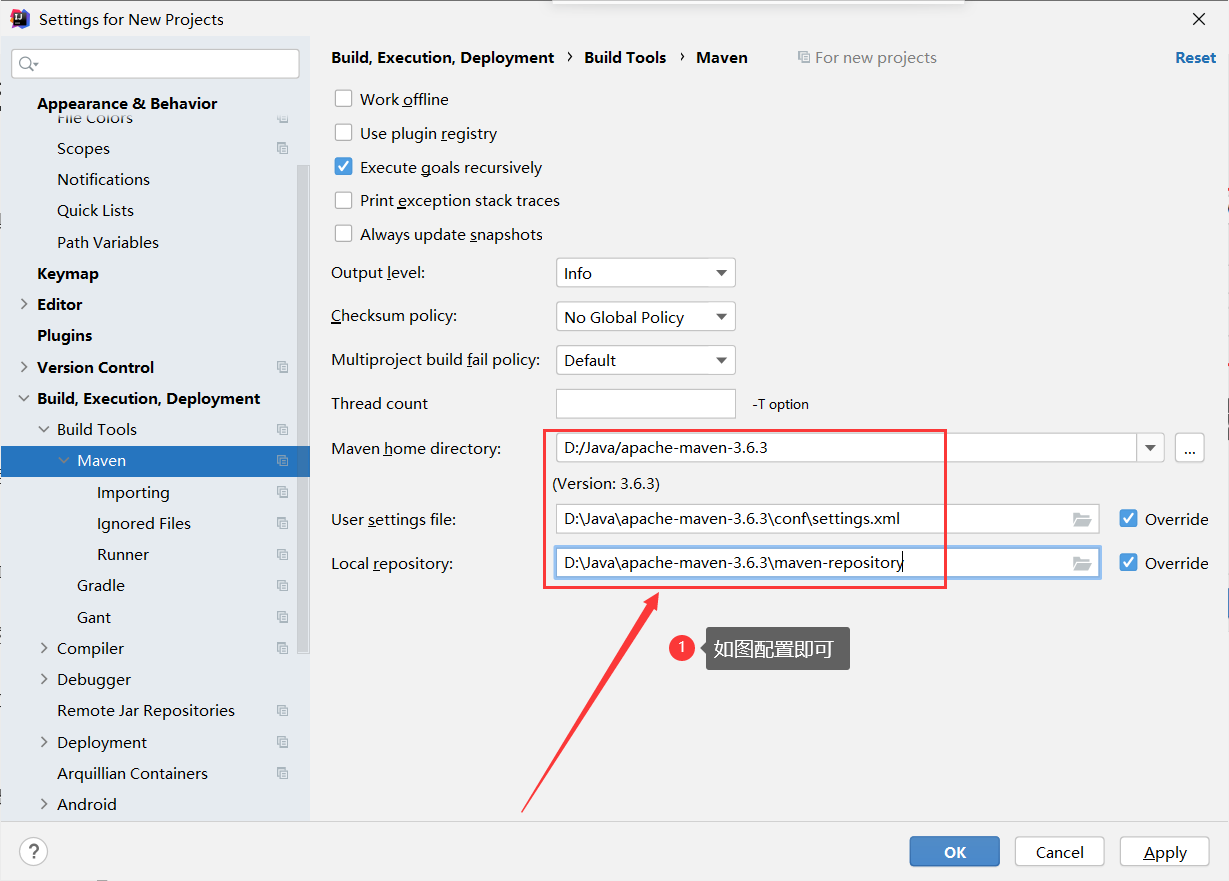 Settings for New Projects
Appearance & Behavior
File Colors
Scopes
Notifications
Quick Lists
Path Variables
Keymap
Editor
Plugins
Version Control
Build, Execution, Deployment
Build Tools
Maven
Importing
Ignored Files
Runner
Gradle
Gant
Compiler
Debugger
Remote Jar Repositories
Deployment
Arquillian Containers
Android
Build, Execution, Deployment › Build Tools › Maven For new projects Reset
Work offline
Use plugin registry
Execute goals recursively
Print exception stack traces
Always update snapshots
Output level: Info
Checksum policy: No Global Policy
Multiproject build fail policy: Default
Thread count -T option
Maven home directory: D:/Java/apache-maven-3.6.3 ...
(Version: 3.6.3)
User settings file: D:\Java\apache-maven-3.6.3\conf\settings.xml Override
Local repository: D:\Java\apache-maven-3.6.3\maven-repository Override
1 如图配置即可
? OK Cancel Apply